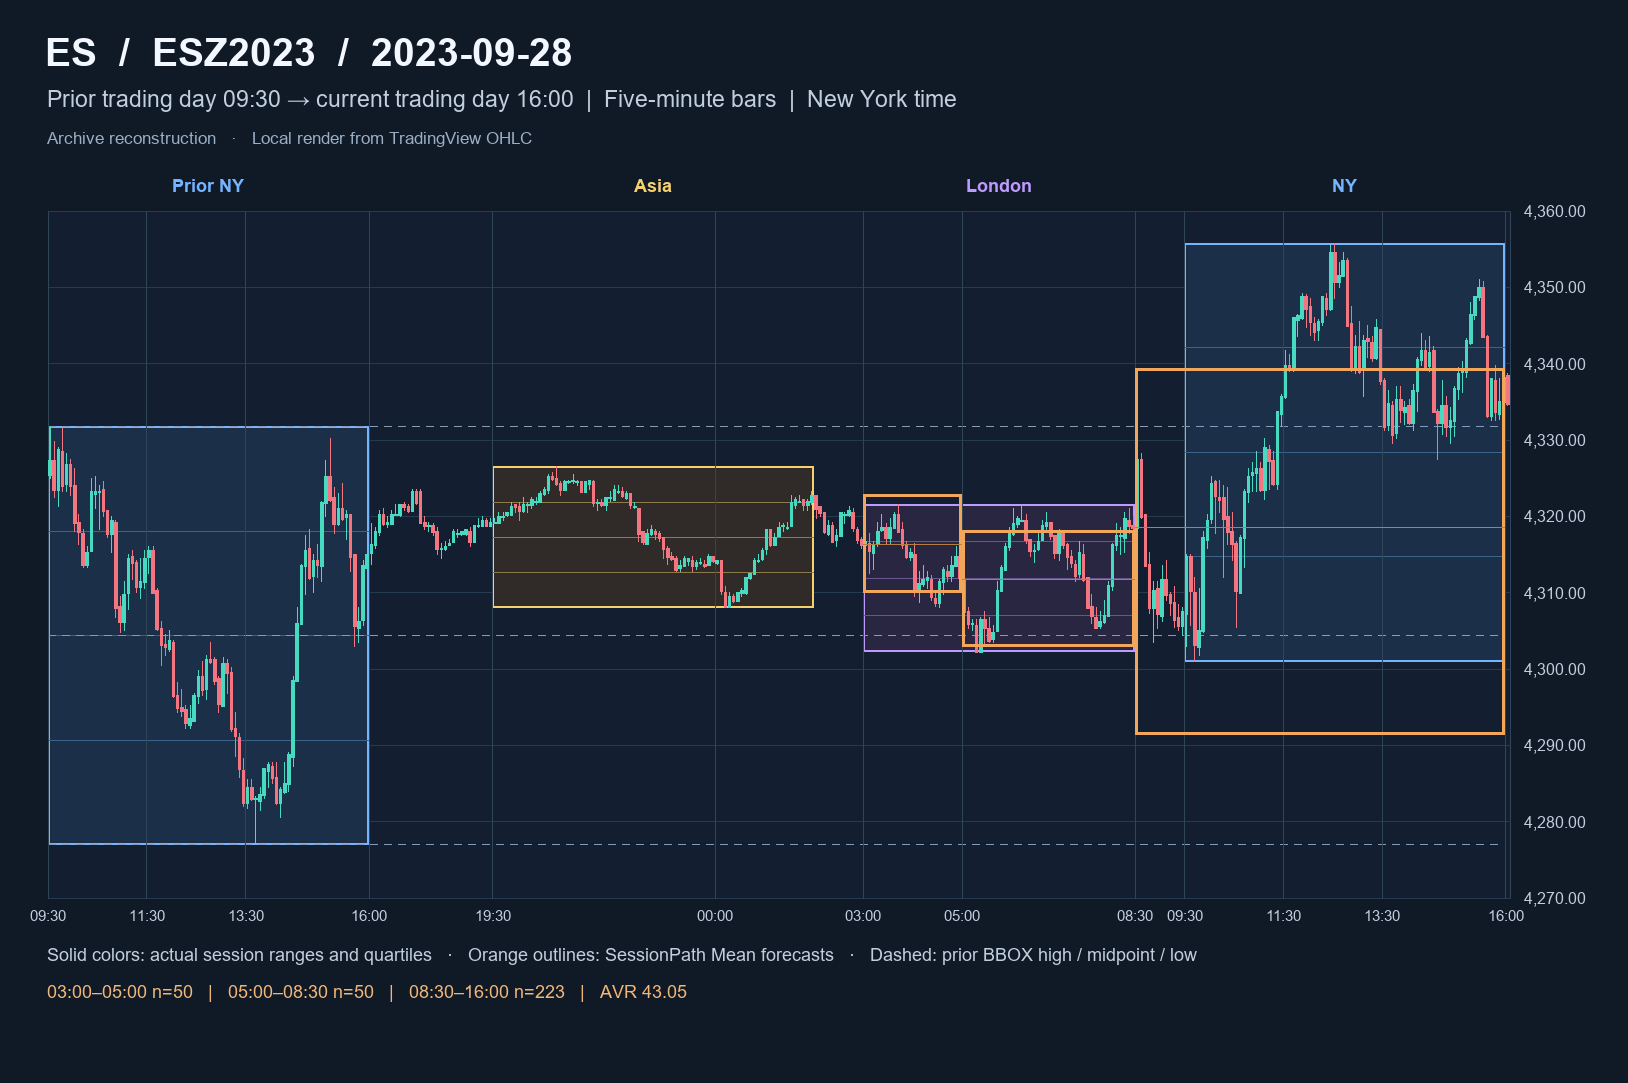 ES / ESZ2023 / 2023-09-28
Prior trading day 09:30 → current trading day 16:00 | Five-minute bars | New York time
Archive reconstruction · Local render from TradingView OHLC
Prior NY Asia London NY
4,360.00
4,350.00
4,340.00
4,330.00
4,320.00
4,310.00
4,300.00
4,290.00
4,280.00
4,270.00
09:30 11:30 13:30 16:00 19:30 00:00 03:00 05:00 08:30 09:30 11:30 13:30 16:00
Solid colors: actual session ranges and quartiles · Orange outlines: SessionPath Mean forecasts · Dashed: prior BBOX high / midpoint / low
03:00–05:00 n=50 | 05:00–08:30 n=50 | 08:30–16:00 n=223 | AVR 43.05